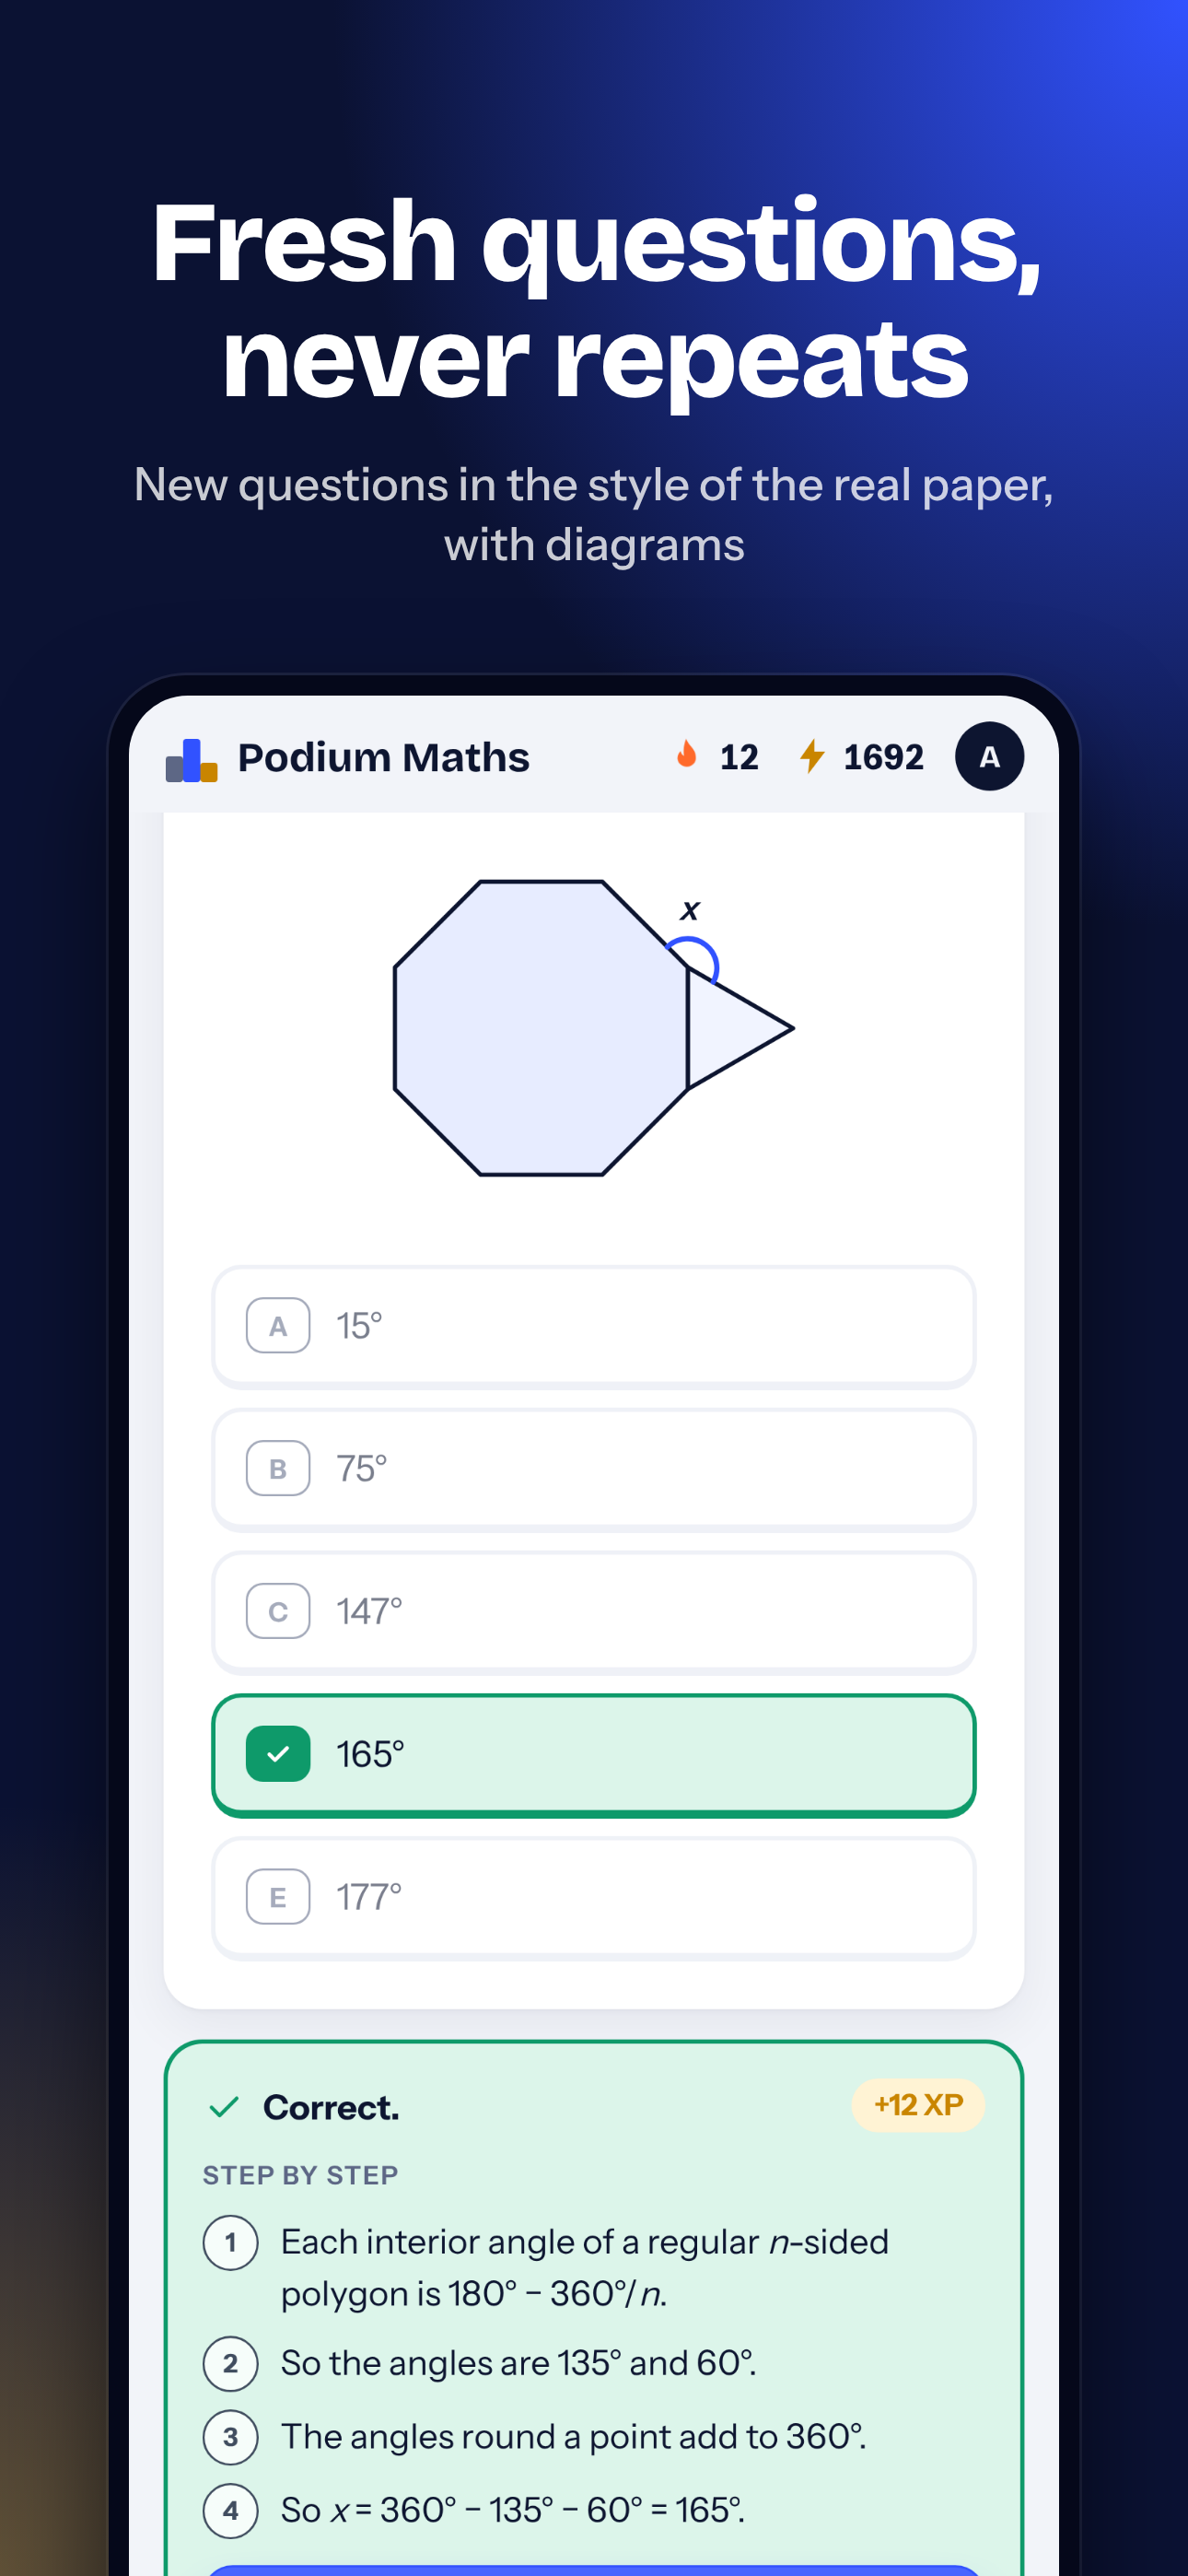 Fresh questions,
never repeats
New questions in the style of the real paper,
with diagrams
Podium Maths 12 1692 A
x
A 15°
B 75°
C 147°
165°
E 177°
Correct. +12 XP
STEP BY STEP
1 Each interior angle of a regular n-sided
polygon is 180° − 360°/n.
2 So the angles are 135° and 60°.
3 The angles round a point add to 360°.
4 So x = 360° − 135° − 60° = 165°.